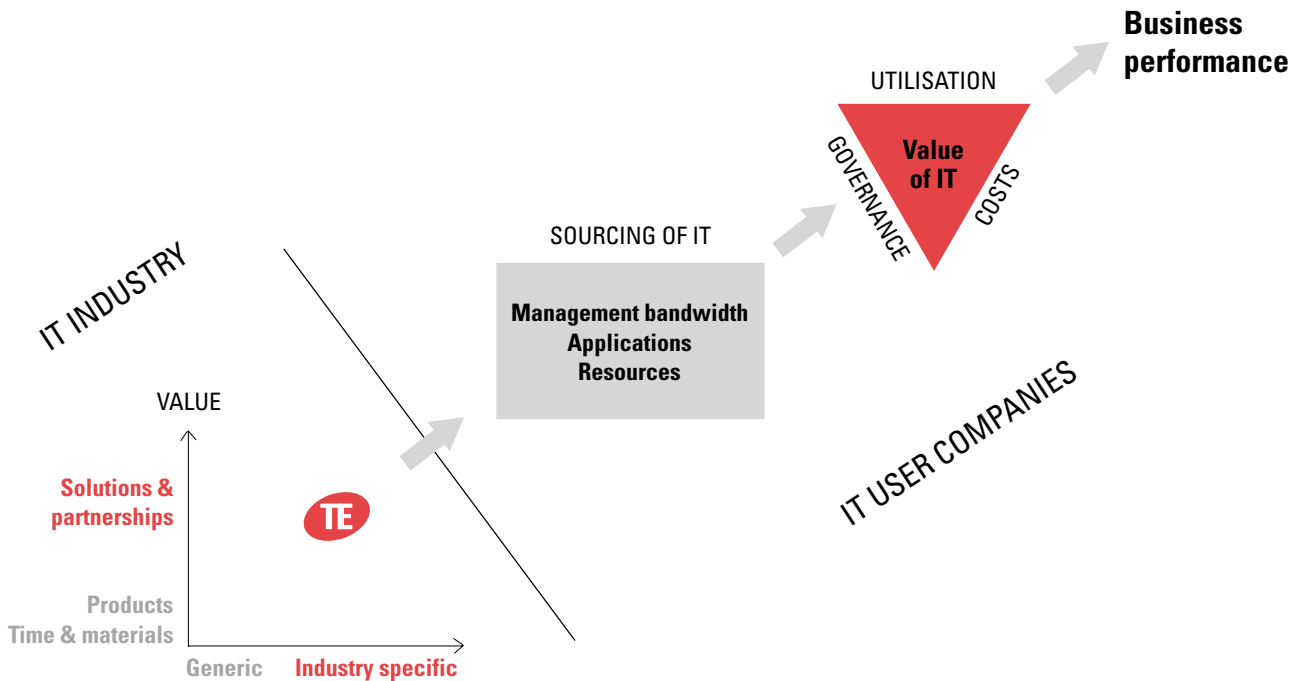 Business
performance
UTILISATION
Value
of IT
GOVERNANCE
COSTS
SOURCING OF IT
Management bandwidth
Applications
Resources
IT INDUSTRY
IT USER COMPANIES
VALUE
Solutions &
partnerships
TE
Products
Time & materials
Generic
Industry specific